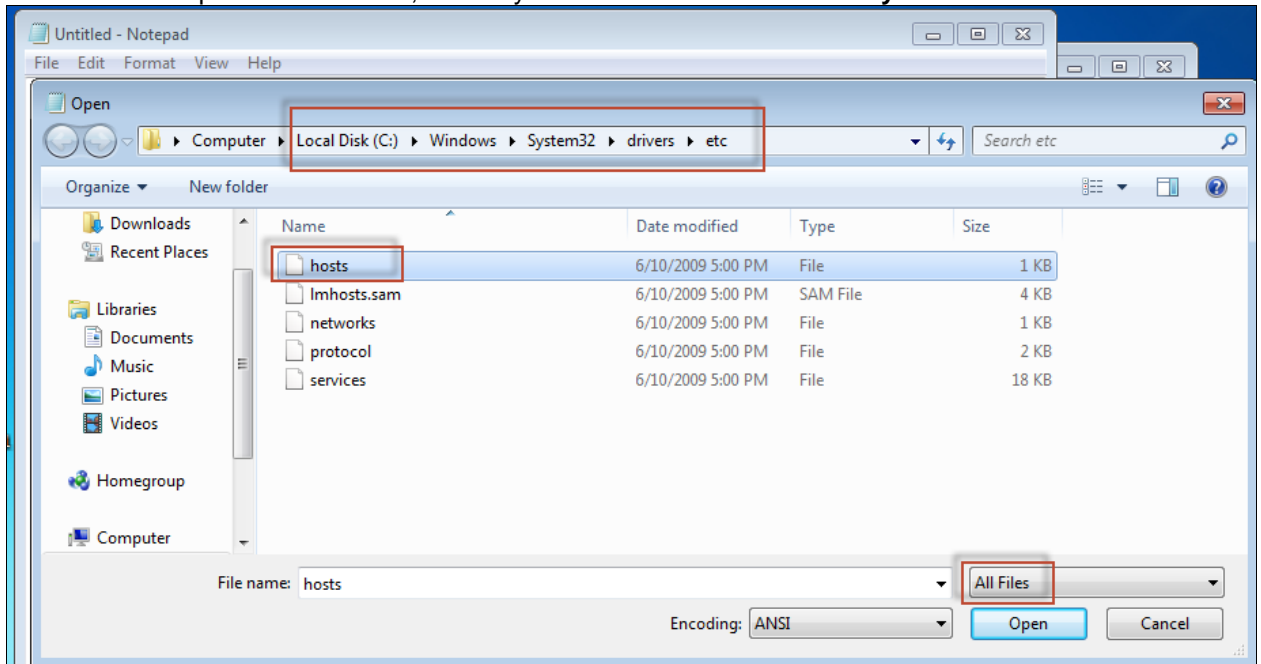 Untitled - Notepad
File Edit Format View Help
Open
Computer Local Disk (C:) Windows System32 drivers etc
Search etc
Organize New folder
Name Date modified Type Size
Downloads
Recent Places
Libraries
Documents
Music
Pictures
Videos
Homegroup
Computer
hosts 6/10/2009 5:00 PM File 1 KB
lmhosts.sam 6/10/2009 5:00 PM SAM File 4 KB
networks 6/10/2009 5:00 PM File 1 KB
protocol 6/10/2009 5:00 PM File 2 KB
services 6/10/2009 5:00 PM File 18 KB
File name: hosts All Files
Encoding: ANSI Open Cancel